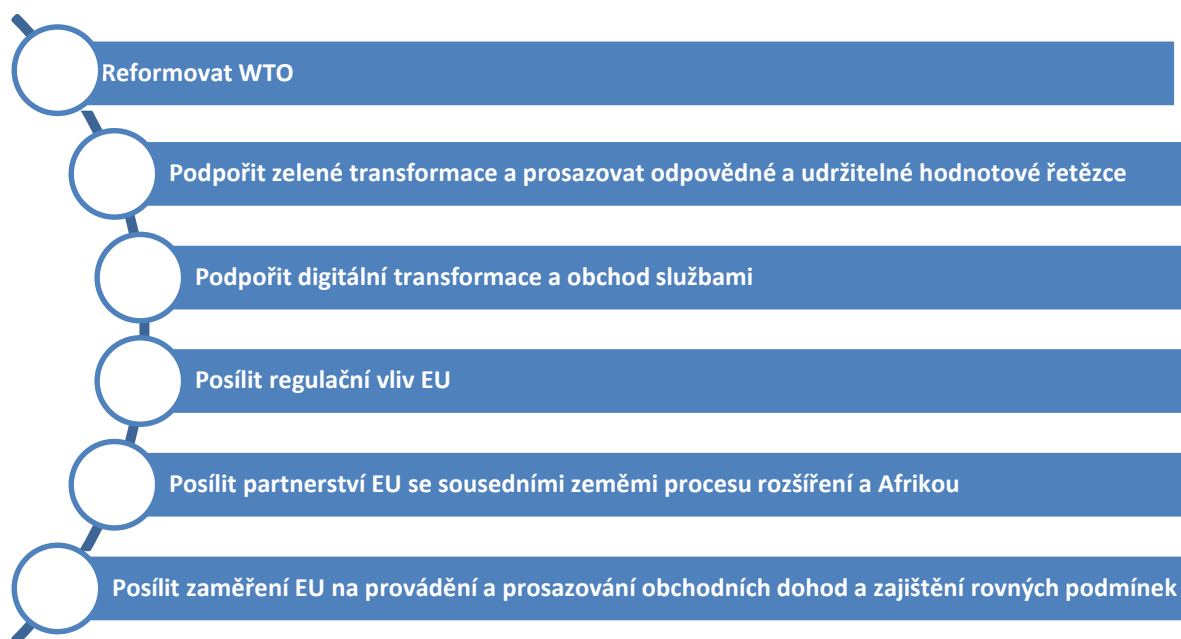 Reformovat WTO
Podpořit zelené transformace a prosazovat odpovědné a udržitelné hodnotové řetězce
Podpořit digitální transformace a obchod službami
Posílit regulační vliv EU
Posílit partnerství EU se sousedními zeměmi procesu rozšíření a Afrikou
Posílit zaměření EU na provádění a prosazování obchodních dohod a zajištění rovných podmínek